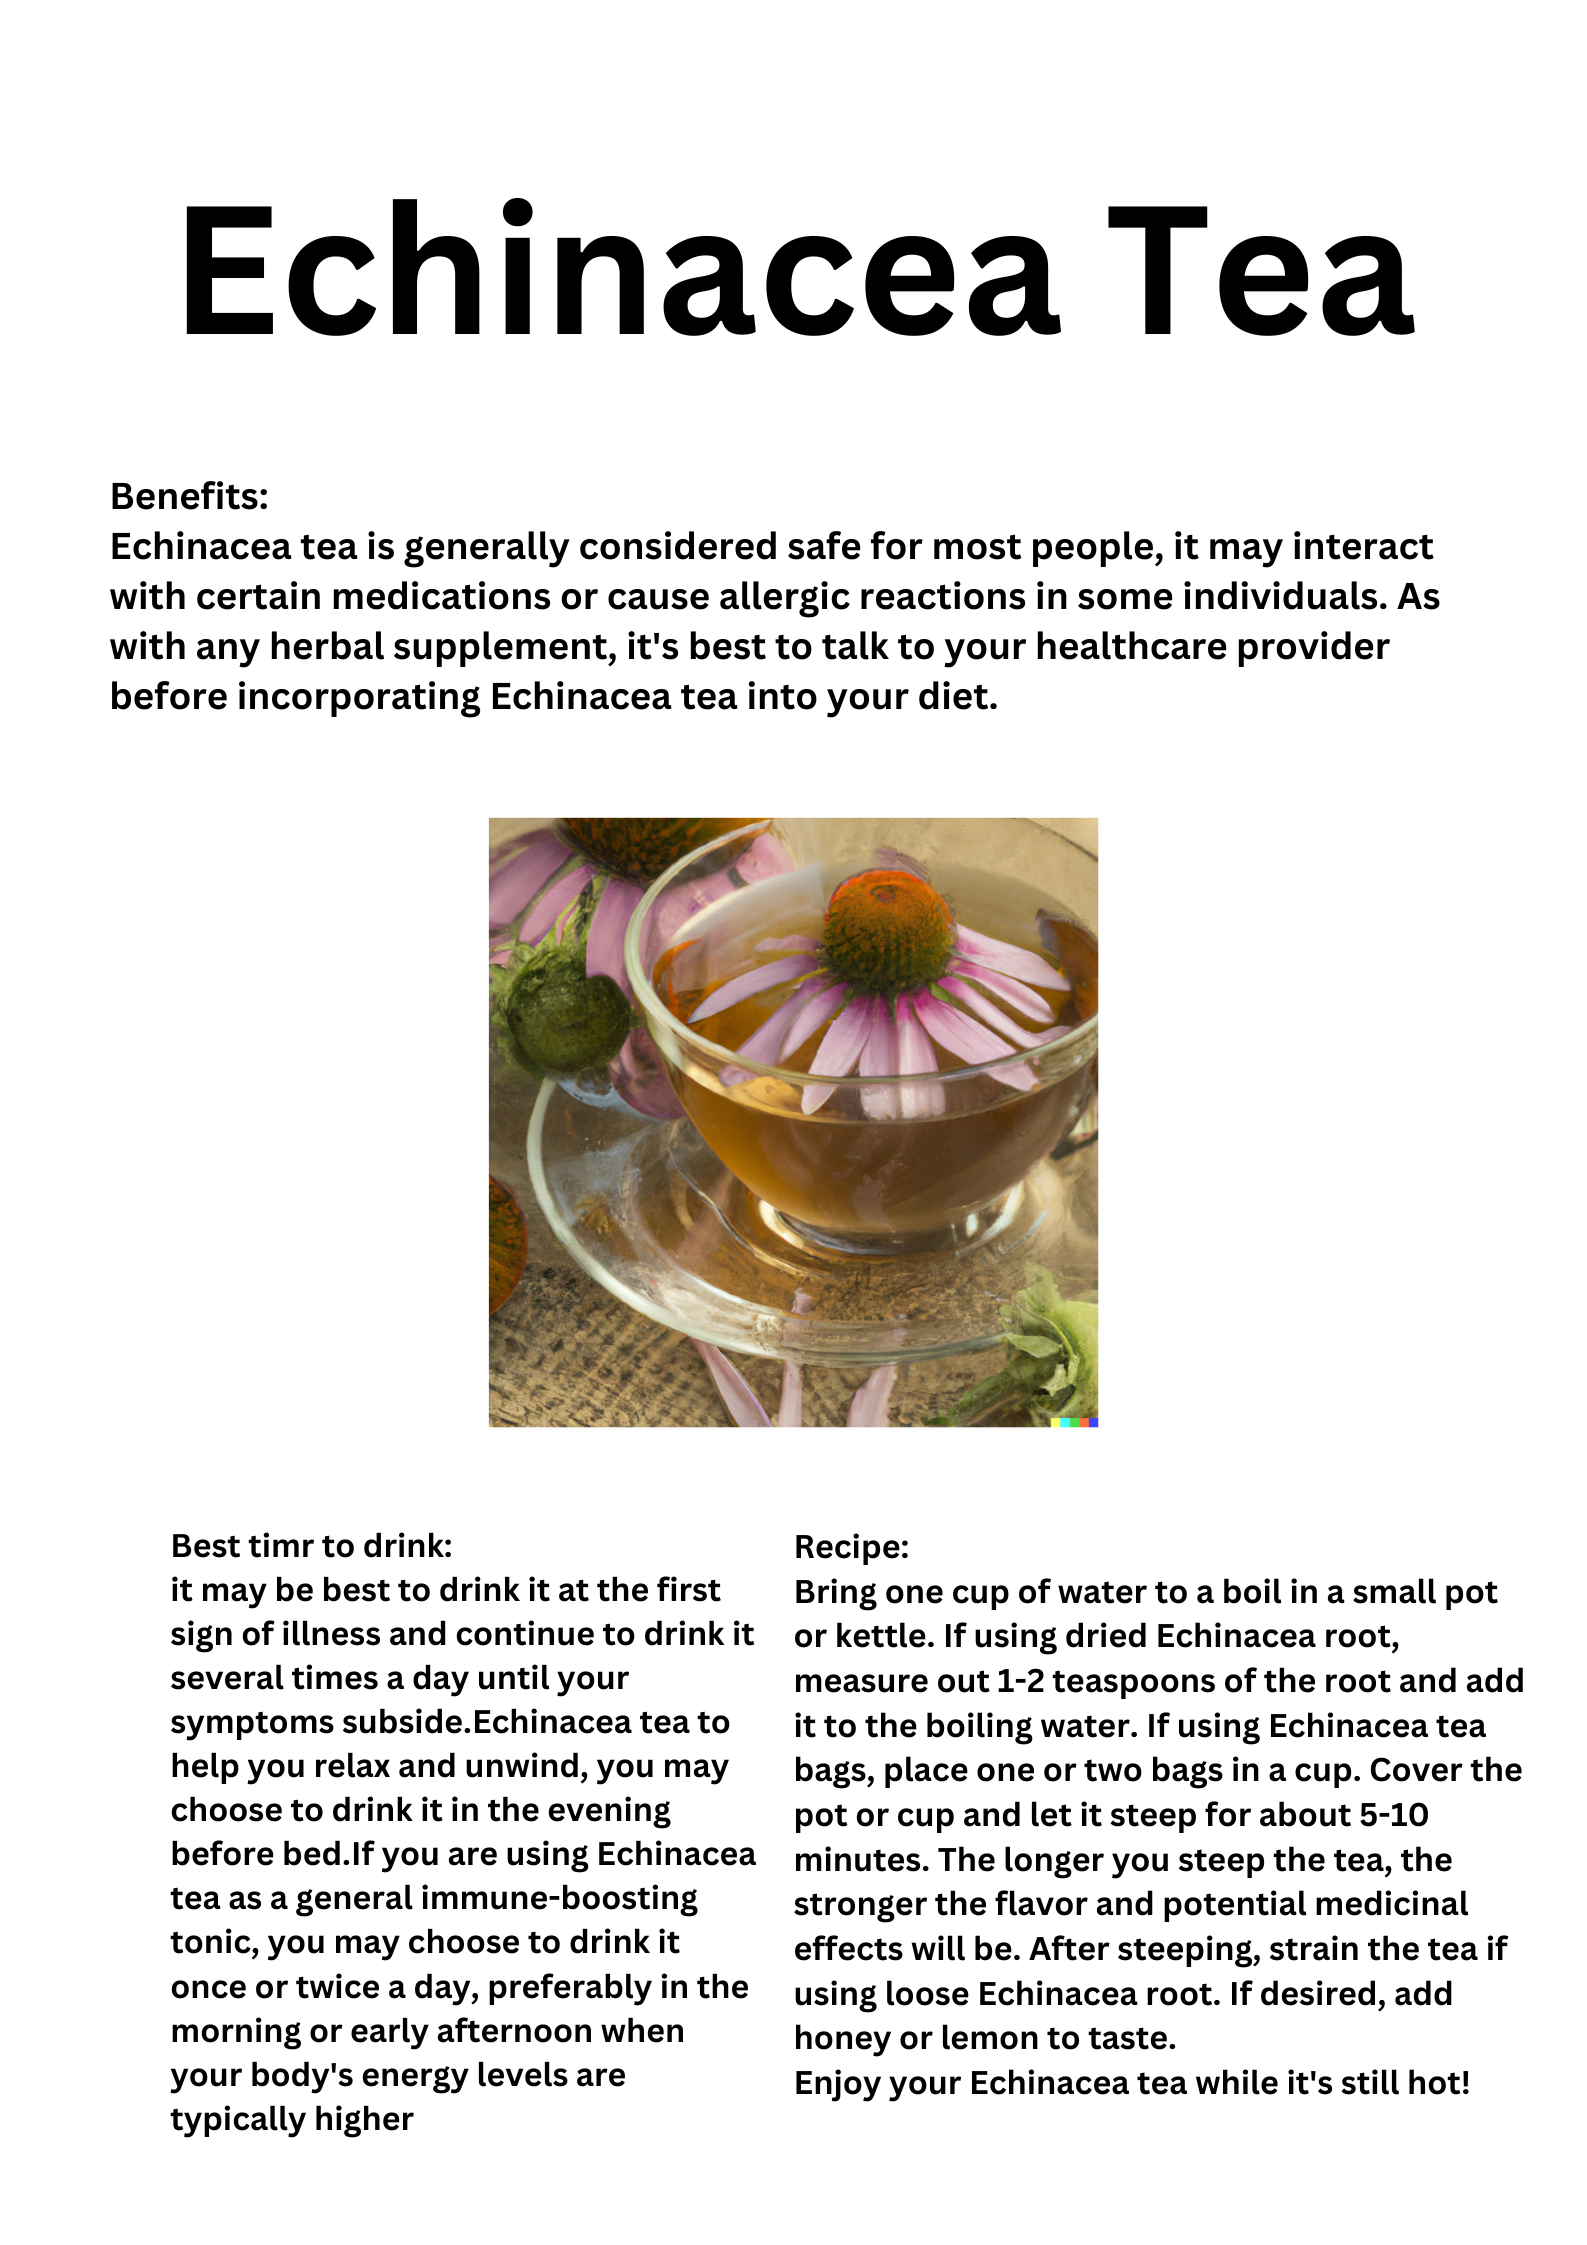 Echinacea Tea
Benefits:
Echinacea tea is generally considered safe for most people, it may interact
with certain medications or cause allergic reactions in some individuals. As
with any herbal supplement, it's best to talk to your healthcare provider
before incorporating Echinacea tea into your diet.
Best timr to drink:
it may be best to drink it at the first
sign of illness and continue to drink it
several times a day until your
symptoms subside.Echinacea tea to
help you relax and unwind, you may
choose to drink it in the evening
before bed.If you are using Echinacea
tea as a general immune-boosting
tonic, you may choose to drink it
once or twice a day, preferably in the
morning or early afternoon when
your body's energy levels are
typically higher
Recipe:
Bring one cup of water to a boil in a small pot
or kettle. If using dried Echinacea root,
measure out 1-2 teaspoons of the root and add
it to the boiling water. If using Echinacea tea
bags, place one or two bags in a cup. Cover the
pot or cup and let it steep for about 5-10
minutes. The longer you steep the tea, the
stronger the flavor and potential medicinal
effects will be. After steeping, strain the tea if
using loose Echinacea root. If desired, add
honey or lemon to taste.
Enjoy your Echinacea tea while it's still hot!